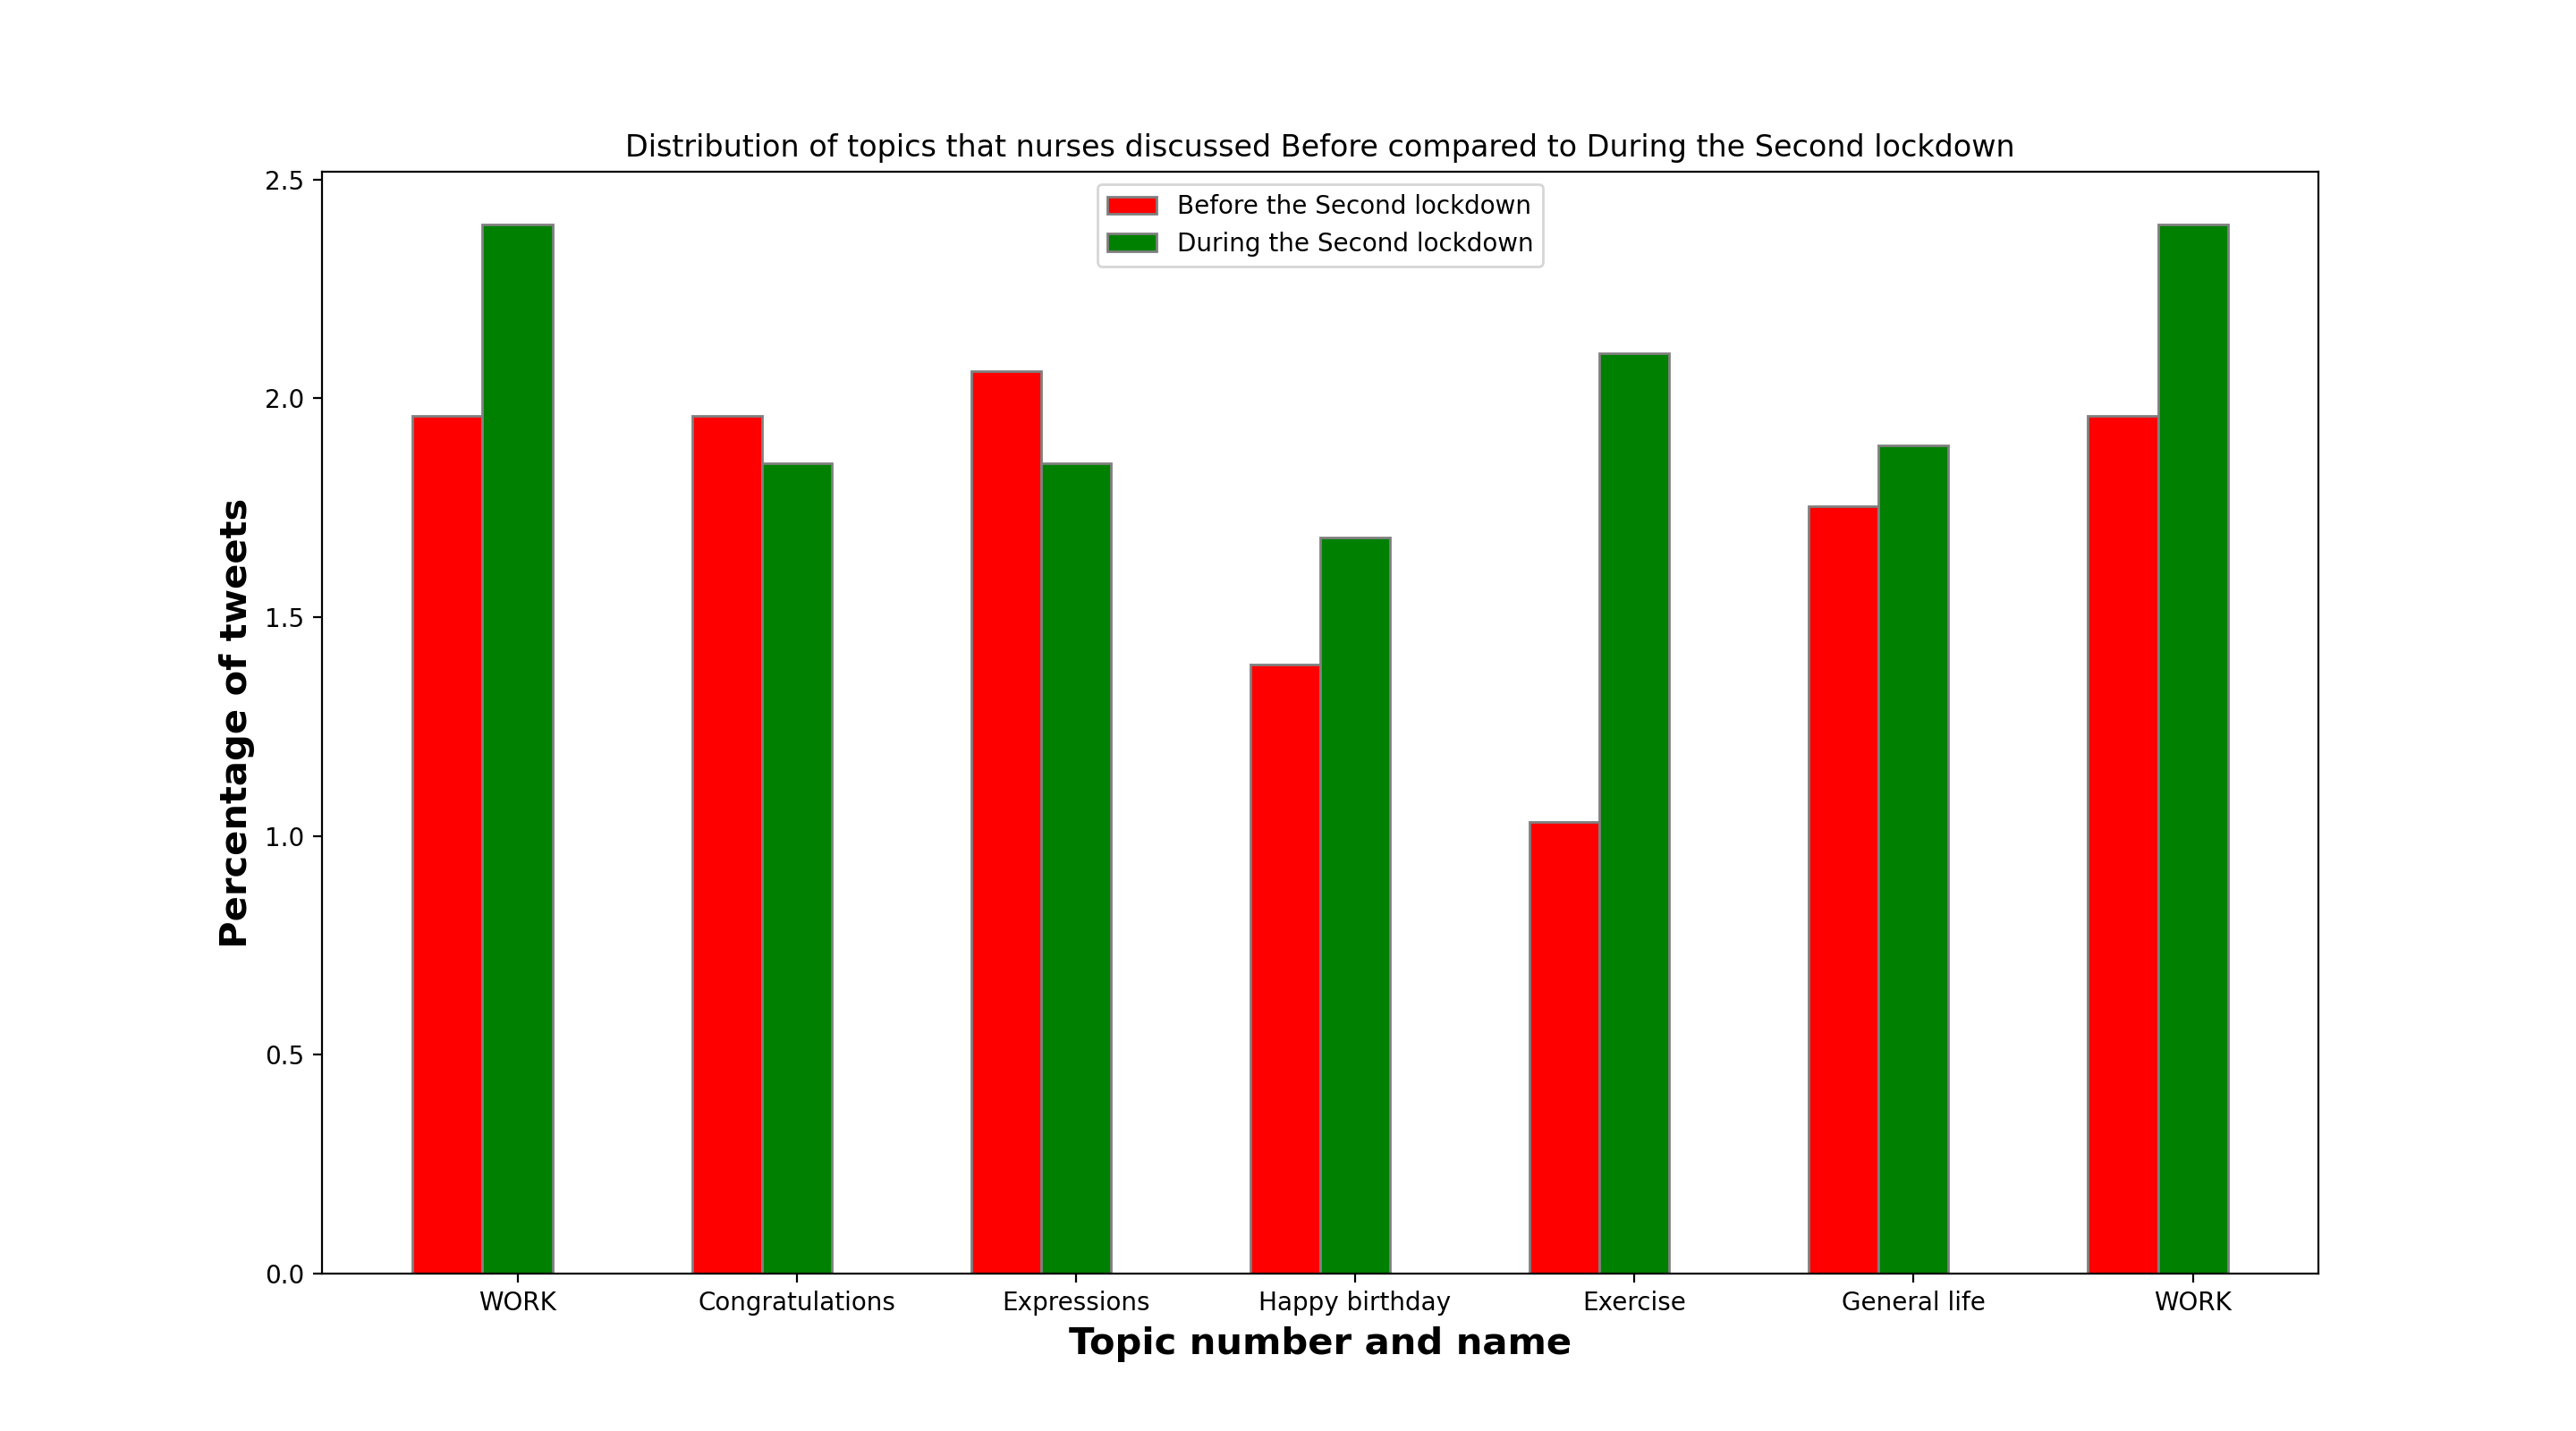 Distribution of topics that nurses discussed Before compared to During the Second lockdown
Before the Second lockdown
During the Second lockdown
Percentage of tweets
2.5
2.0
1.5
1.0
0.5
0.0
WORK Congratulations Expressions Happy birthday Exercise General life WORK
Topic number and name